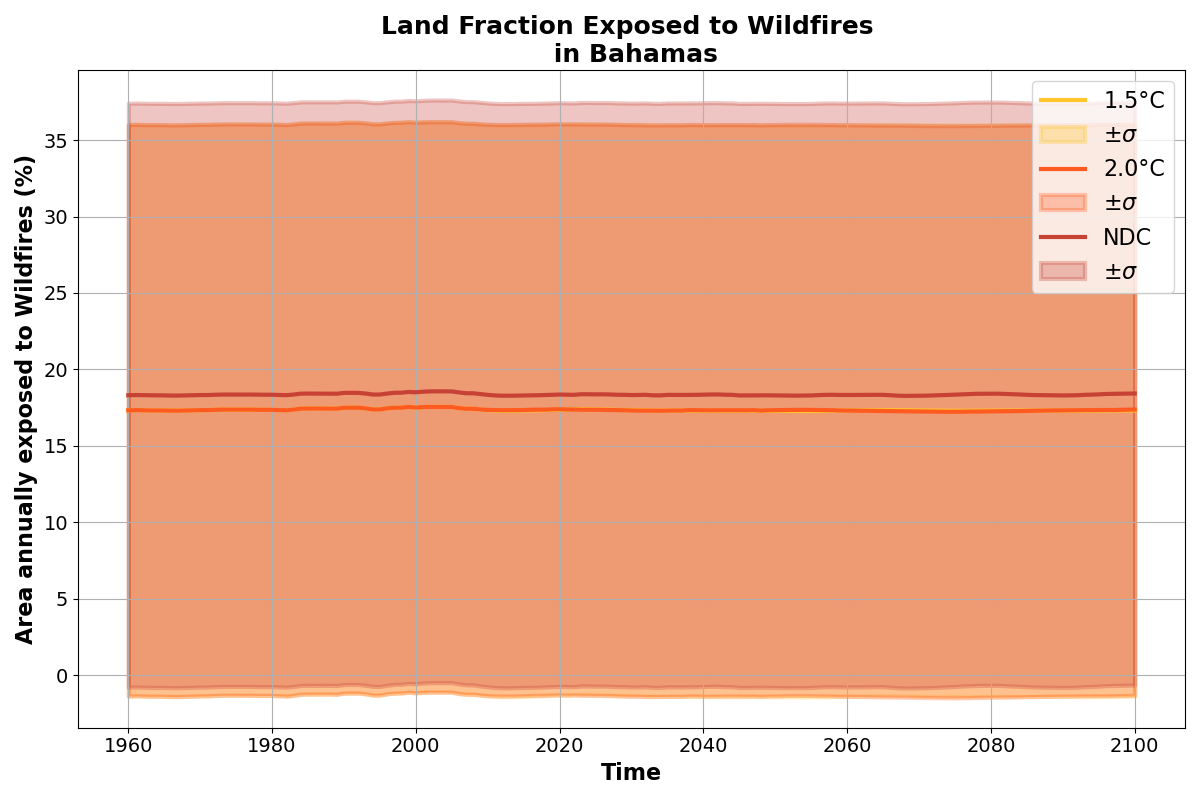 Land Fraction Exposed to Wildfires
in Bahamas
Area annually exposed to Wildfires (%)
35
30
25
20
15
10
5
0
1.5°C
±σ
2.0°C
±σ
NDC
±σ
1960 1980 2000 2020 2040 2060 2080 2100
Time